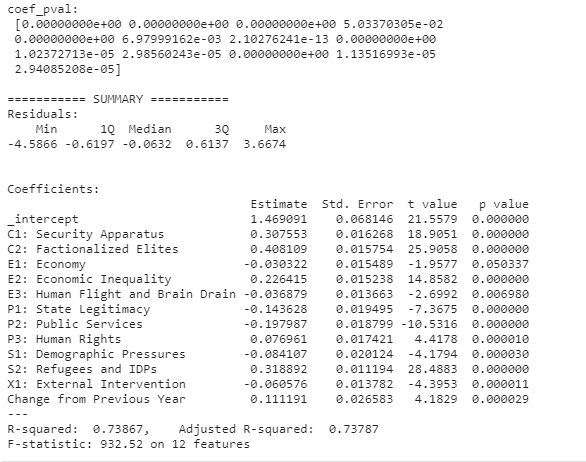 coef_pval:
[0.00000000e+00 0.00000000e+00 0.00000000e+00 5.03370305e-02
0.00000000e+00 6.97999162e-03 2.10276241e-13 0.00000000e+00
1.02372713e-05 2.98560243e-05 0.00000000e+00 1.13516993e-05
2.94085208e-05]
=========== SUMMARY ===========
Residuals:
Min 1Q Median 3Q Max
-4.5866 -0.6197 -0.0632 0.6137 3.6674
Coefficients:
Estimate Std. Error t value p value
_intercept 1.469091 0.068146 21.5579 0.000000
C1: Security Apparatus 0.307553 0.016268 18.9051 0.000000
C2: Factionalized Elites 0.408109 0.015754 25.9058 0.000000
E1: Economy -0.030322 0.015489 -1.9577 0.050337
E2: Economic Inequality 0.226415 0.015238 14.8582 0.000000
E3: Human Flight and Brain Drain -0.036879 0.013663 -2.6992 0.006980
P1: State Legitimacy -0.143628 0.019495 -7.3675 0.000000
P2: Public Services -0.197987 0.018799 -10.5316 0.000000
P3: Human Rights 0.076961 0.017421 4.4178 0.000010
S1: Demographic Pressures -0.084107 0.020124 -4.1794 0.000030
S2: Refugees and IDPs 0.318892 0.011194 28.4883 0.000000
X1: External Intervention -0.060576 0.013782 -4.3953 0.000011
Change from Previous Year 0.111191 0.026583 4.1829 0.000029
---
R-squared: 0.73867, Adjusted R-squared: 0.73787
F-statistic: 932.52 on 12 features